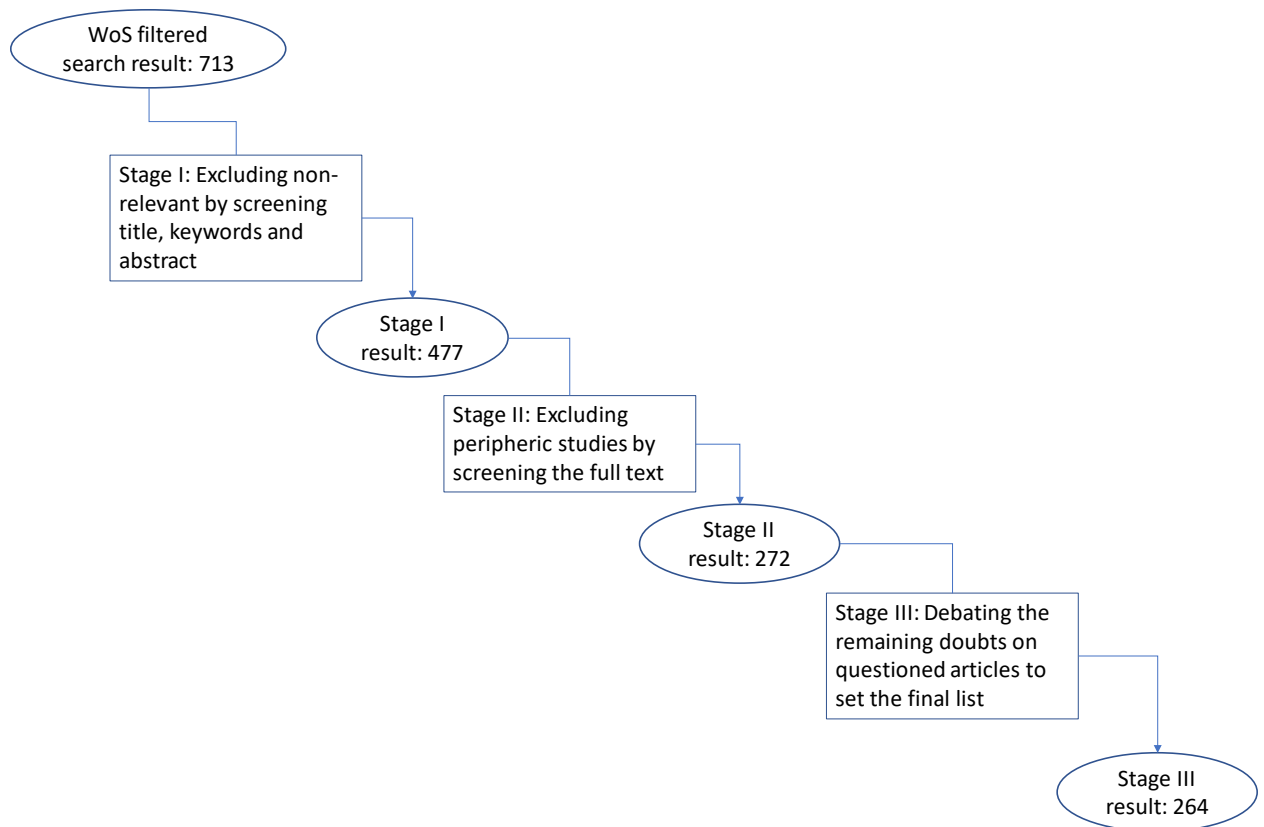 WoS filtered
search result: 713
Stage I: Excluding non-
relevant by screening
title, keywords and
abstract
Stage I
result: 477
Stage II: Excluding
peripheric studies by
screening the full text
Stage II
result: 272
Stage III: Debating the
remaining doubts on
questioned articles to
set the final list
Stage III
result: 264